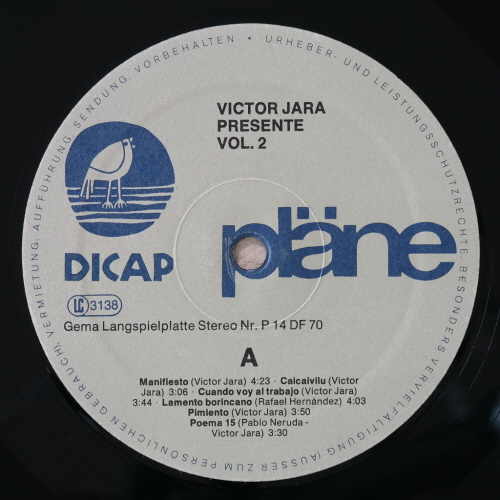 VICTOR JARA
PRESENTE
VOL. 2
DICAP
pläne
LC 3138
Gema Langspielplatte Stereo Nr. P 14 DF 70
A
Manifiesto (Victor Jara) 4:23 · Calcaivilu (Victor
Jara) 3:06 · Cuando voy al trabajo (Victor Jara)
3:44 · Lamento borincano (Rafael Hernández) 4:03
Pimiento (Victor Jara) 3:50
Poema 15 (Pablo Neruda -
Victor Jara) 3:30
URHEBER- UND LEISTUNGSSCHUTZRECHTE, BESONDERS VERVIELFÄLTIGUNG (AUSSER ZUM PERSÖNLICHEN GEBRAUCH), VERMIETUNG, AUFFÜHRUNG, SENDUNG, VORBEHALTEN •